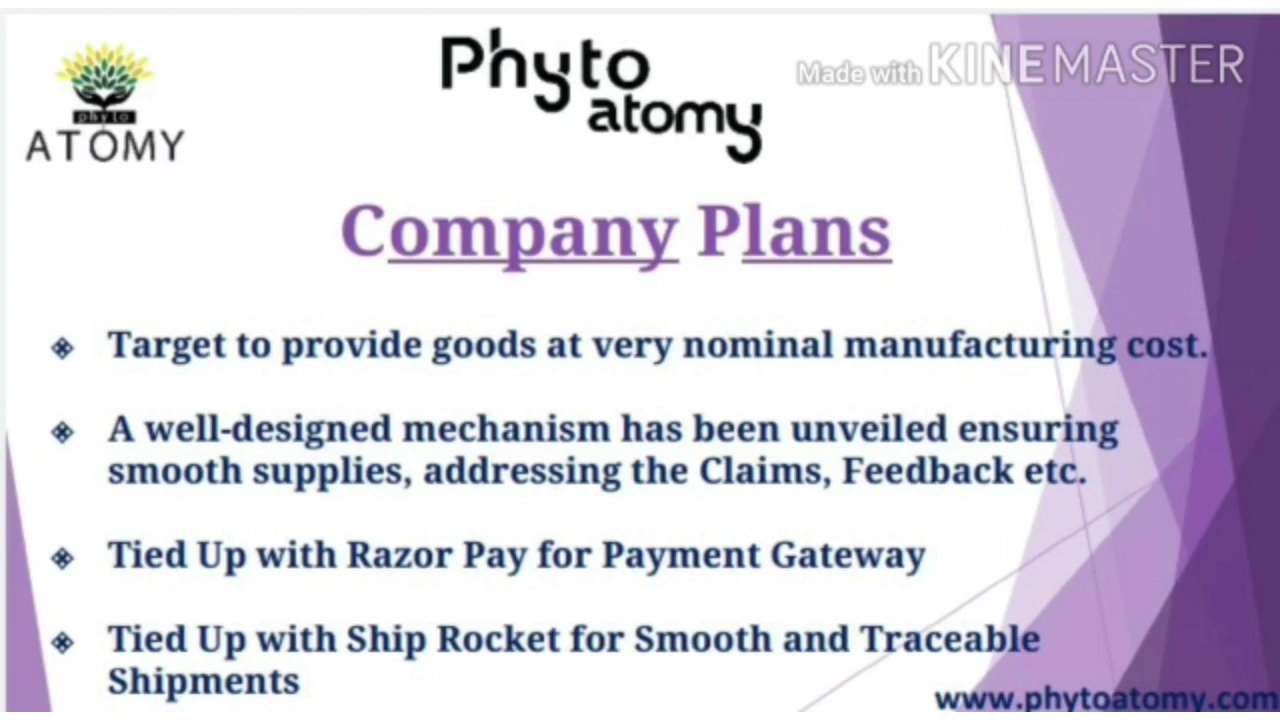 Phyto
atomy
Made with KINEMASTER
phyto
ATOMY
Company Plans
❖ Target to provide goods at very nominal manufacturing cost.
❖ A well-designed mechanism has been unveiled ensuring
smooth supplies, addressing the Claims, Feedback etc.
❖ Tied Up with Razor Pay for Payment Gateway
❖ Tied Up with Ship Rocket for Smooth and Traceable
Shipments
www.phytoatomy.com